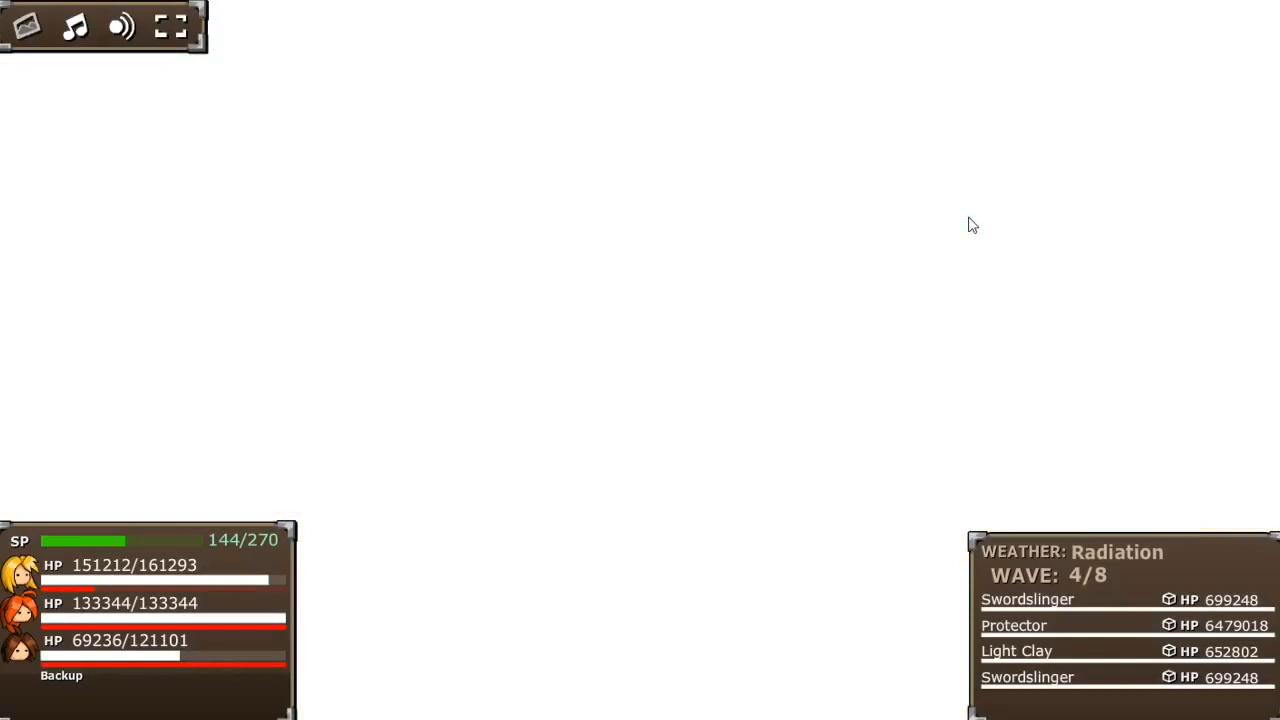 SP 144/270
HP 151212/161293
HP 133344/133344
HP 69236/121101
Backup
WEATHER: Radiation
WAVE: 4/8
Swordslinger HP 699248
Protector HP 6479018
Light Clay HP 652802
Swordslinger HP 699248